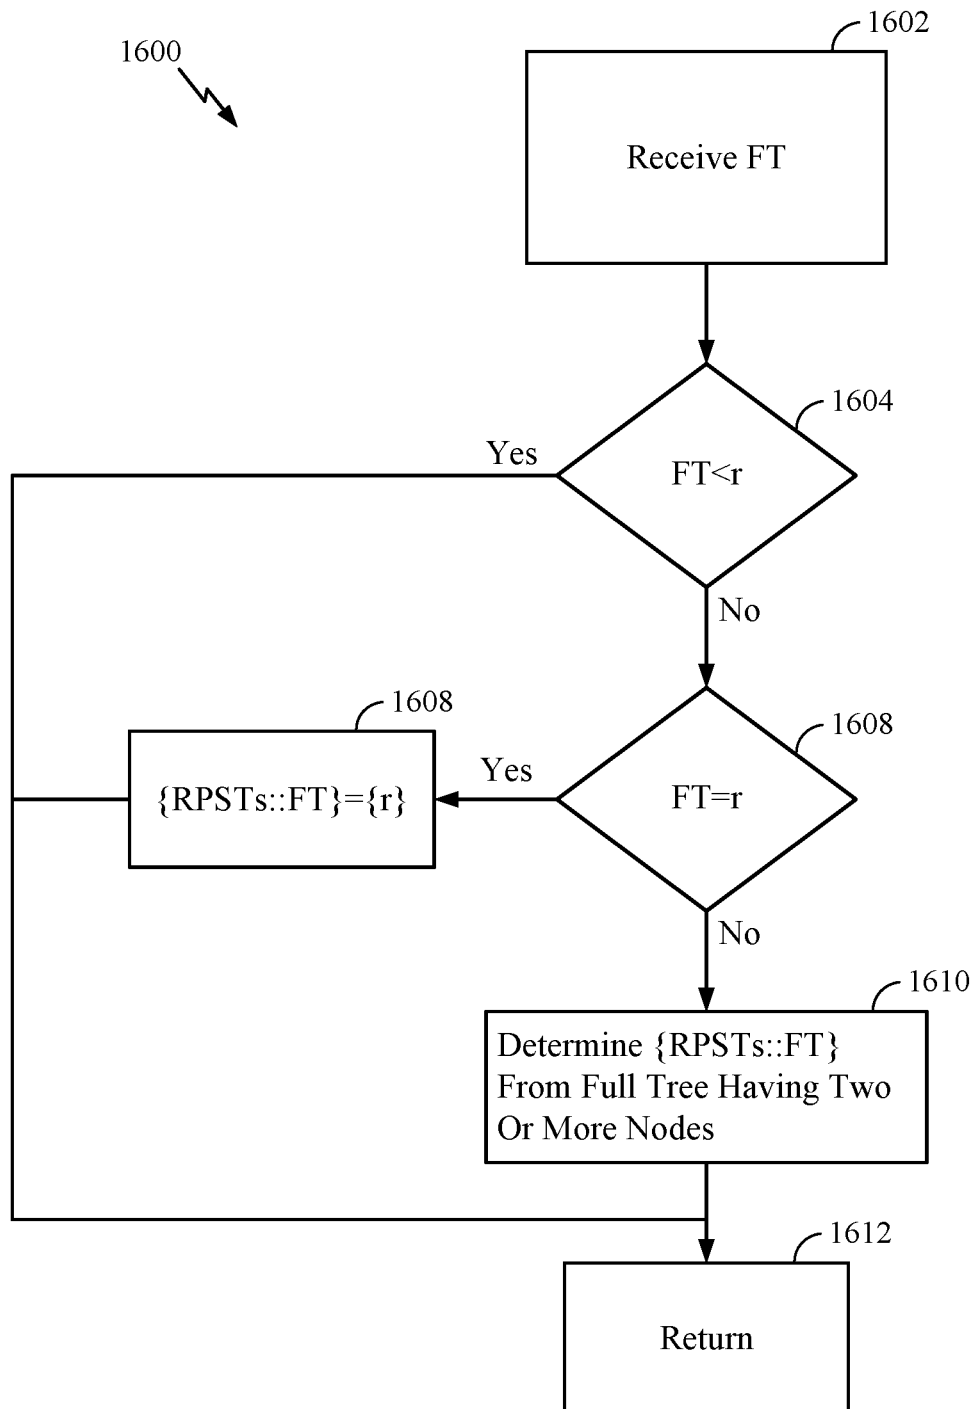 1602
1600
Receive FT
1604
Yes
FT<r
No
1608
1608
Yes
{RPSTs::FT}={r}
FT=r
No
1610
Determine {RPSTs::FT}
From Full Tree Having Two
Or More Nodes
1612
Return